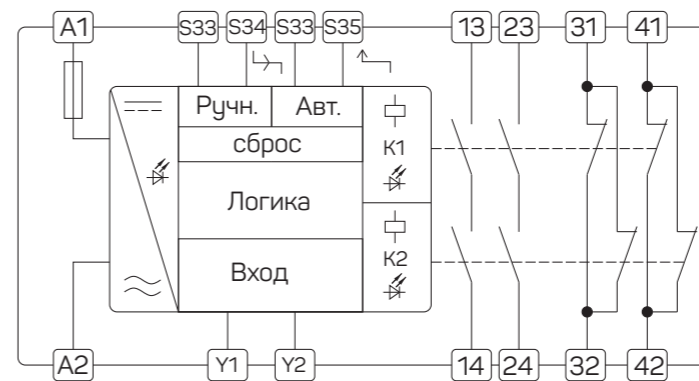 A1 S33 S34 S33 S35 13 23 31 41
Ручн. Авт.
сброс
K1
Логика
K2
Вход
A2 Y1 Y2 14 24 32 42